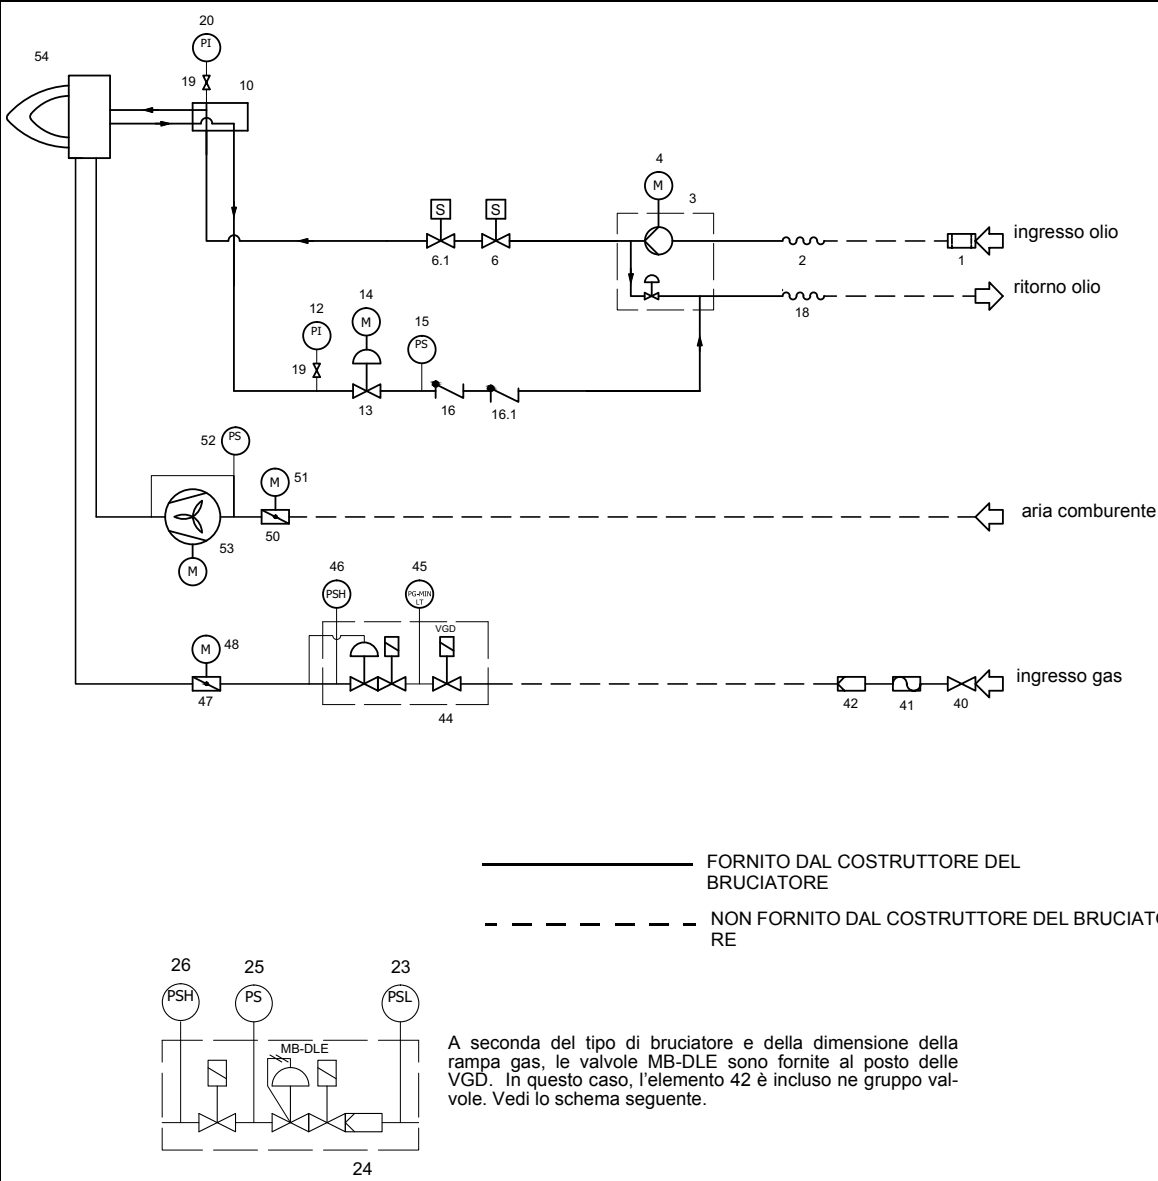 20
PI
54
19
10
4
M
3
S
S
6.1
6
2
1
ingresso olio
ritorno olio
18
12
14
15
PI
M
PS
19
13
16
16.1
52
PS
M
51
50
53
M
aria comburente
46
45
PSH
PG-MIN
LT
VGD
M
48
47
44
42
41
40
ingresso gas
FORNITO DAL COSTRUTTORE DEL
BRUCIATORE
NON FORNITO DAL COSTRUTTORE DEL BRUCIATO
RE
26
25
23
PSH
PS
PSL
MB-DLE
24
A seconda del tipo di bruciatore e della dimensione della
rampa gas, le valvole MB-DLE sono fornite al posto delle
VGD. In questo caso, l'elemento 42 è incluso ne gruppo val-
vole. Vedi lo schema seguente.